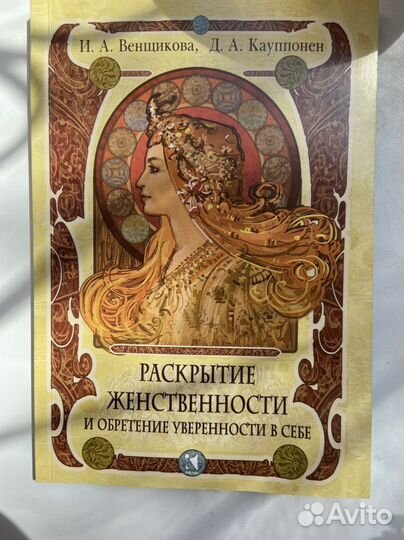 И. А. Венщикова, Д. А. Кауппонен
РАСКРЫТИЕ
ЖЕНСТВЕННОСТИ
И ОБРЕТЕНИЕ УВЕРЕННОСТИ В СЕБЕ
Avito